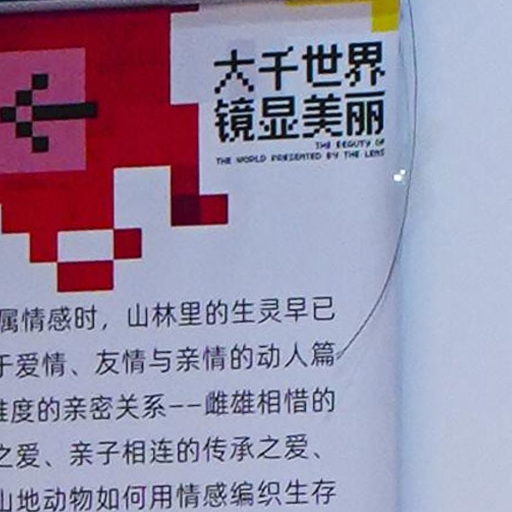 大千世界
镜显美丽
THE BEAUTY OF
THE WORLD PRESENTED BY THE LENS
属情感时，山林里的生灵早已
于爱情、友情与亲情的动人篇
维度的亲密关系——雌雄相惜的
之爱、亲子相连的传承之爱、
山地动物如何用情感编织生存